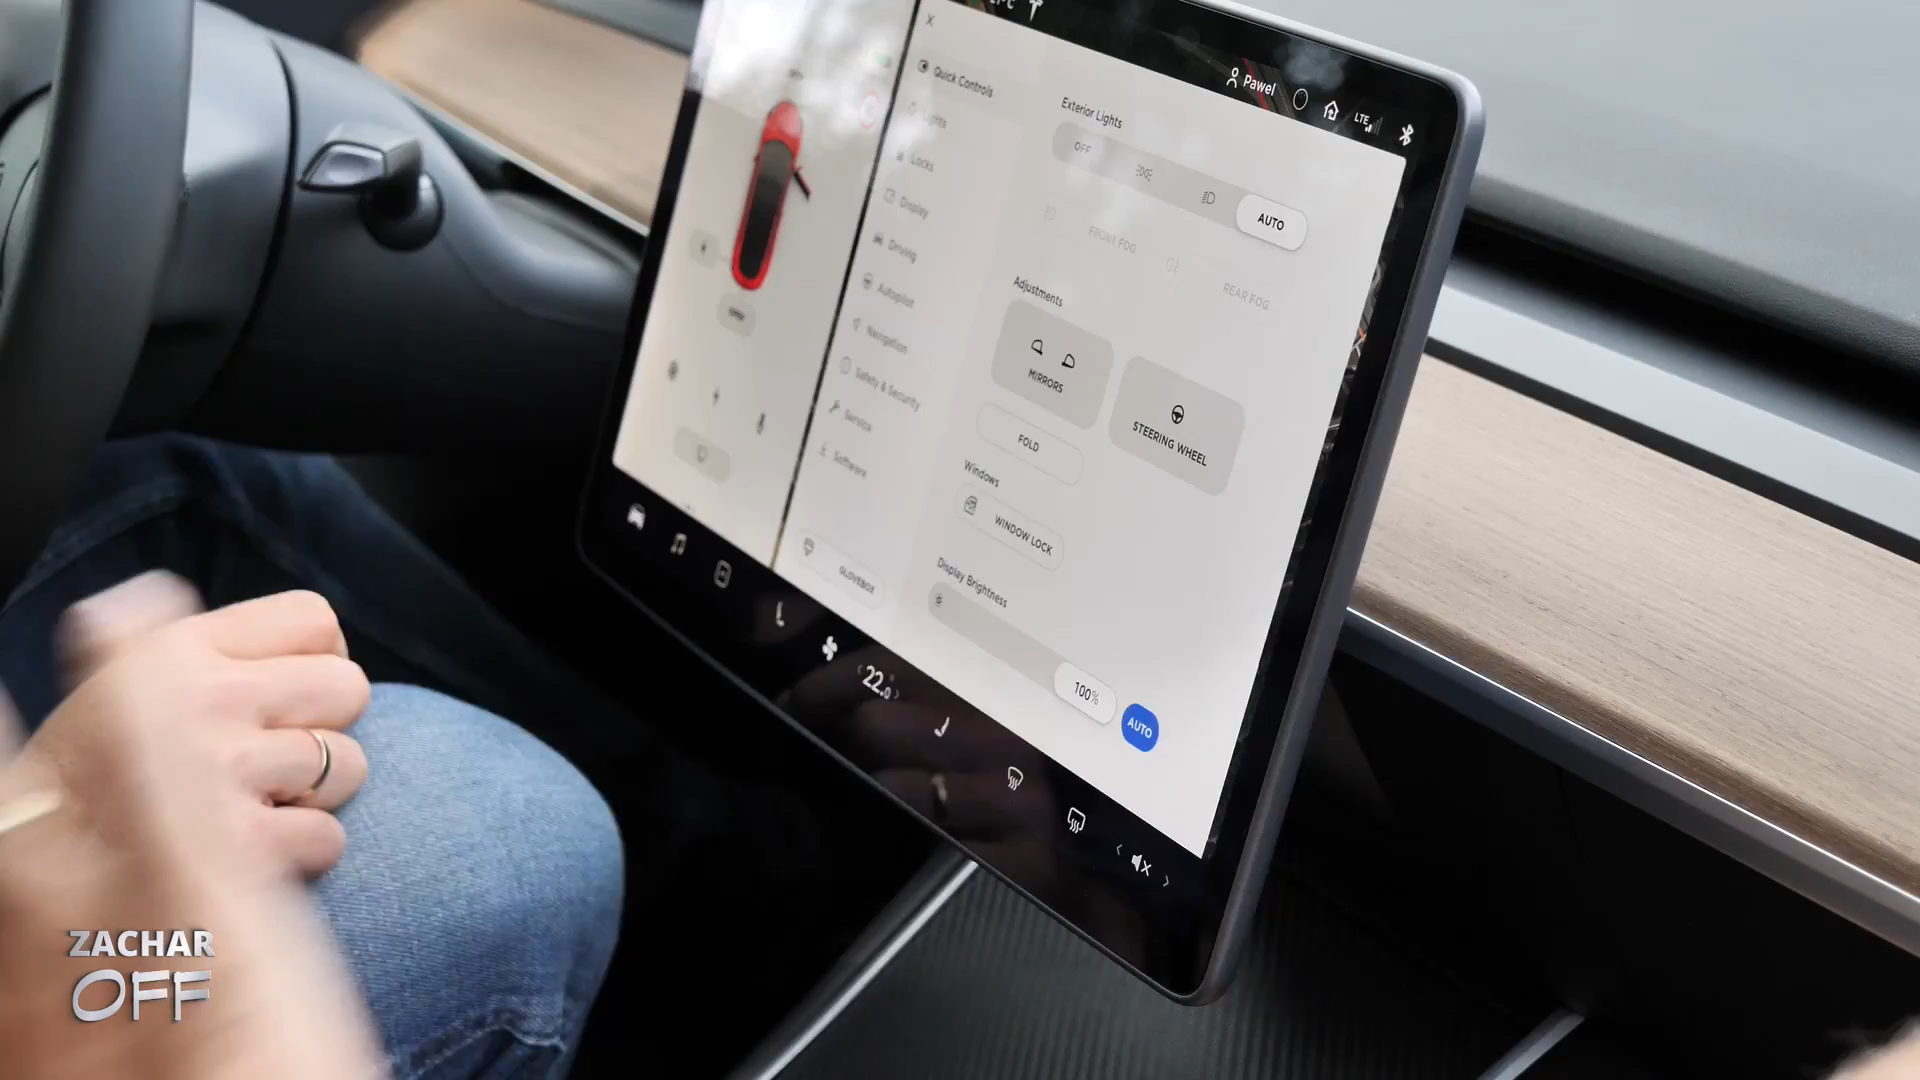 Pawel
LTE
X
Quick Controls
Lights
Locks
Display
Driving
Autopilot
Navigation
Safety & Security
Service
Software
GLOVEBOX
OPEN
Exterior Lights
OFF
AUTO
FRONT FOG
REAR FOG
Adjustments
MIRRORS
STEERING WHEEL
FOLD
Windows
WINDOW LOCK
Display Brightness
100%
AUTO
22.0
ZACHAR
OFF